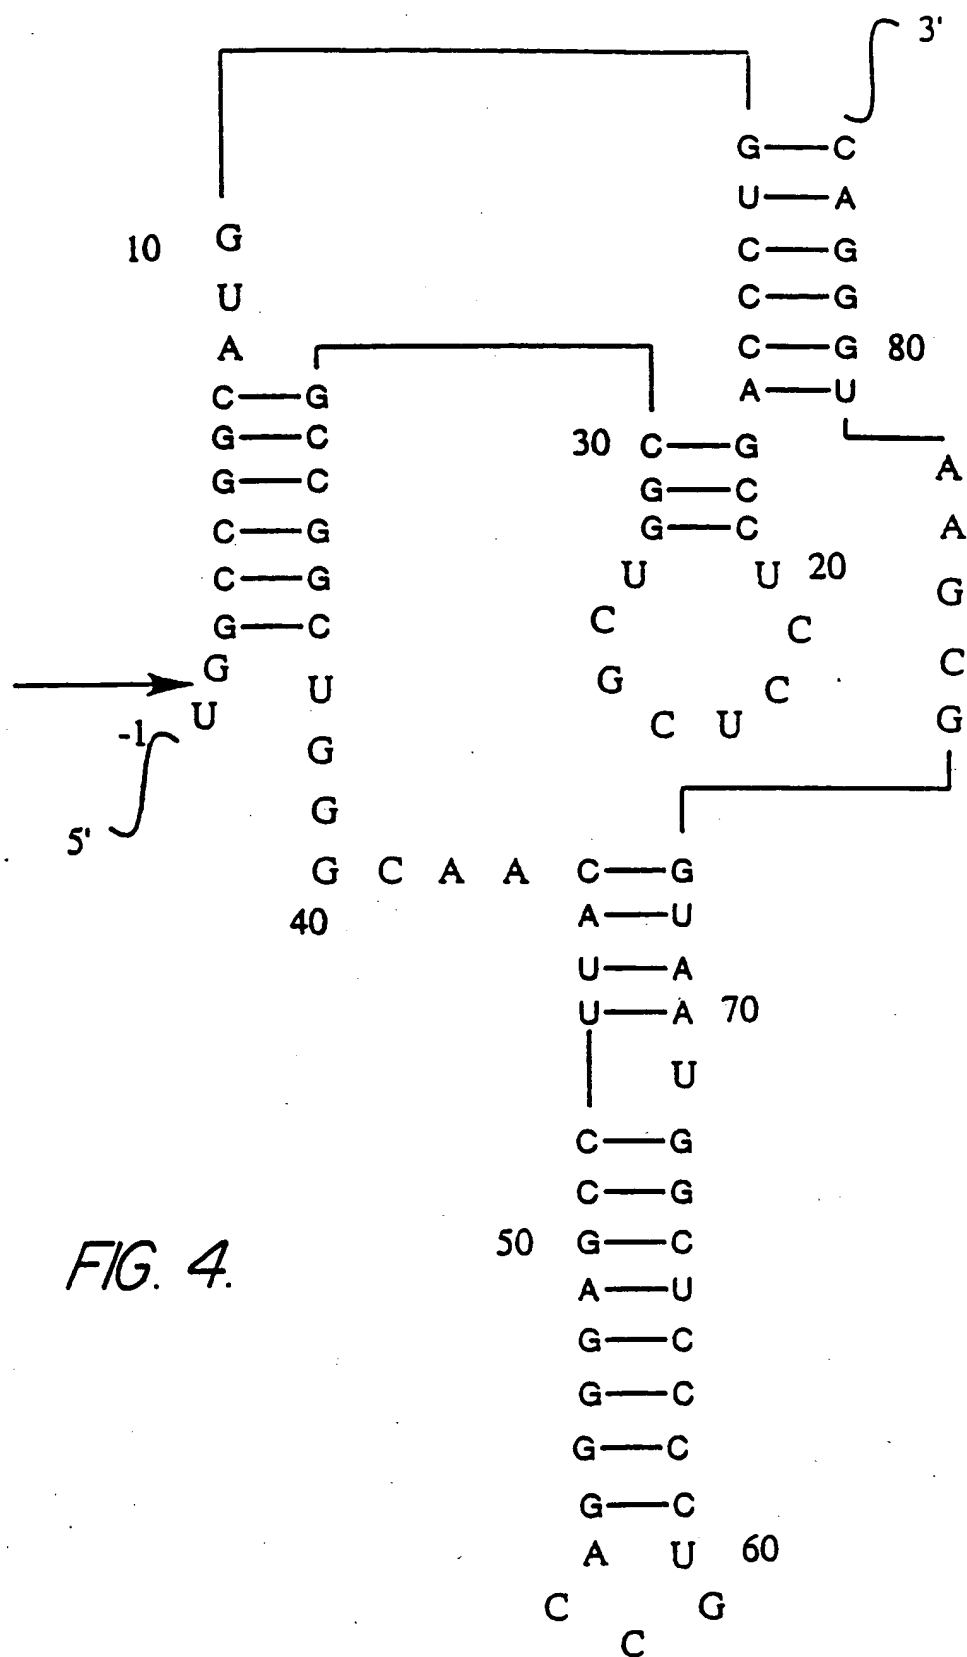 3'
G C
U A
10 G C G
U C G
A C G 80
C G A U
G C 30 C G A
G C G C A
C G G C
C G U U 20 G
G C C C C
G U G C
-1 U C U G
5' G
G
G C A A C G
40 A U
U A
U A 70
U
C G
C G
50 G C
A U
FIG. 4.
G C
G C
G C
G C
A U 60
C G
C